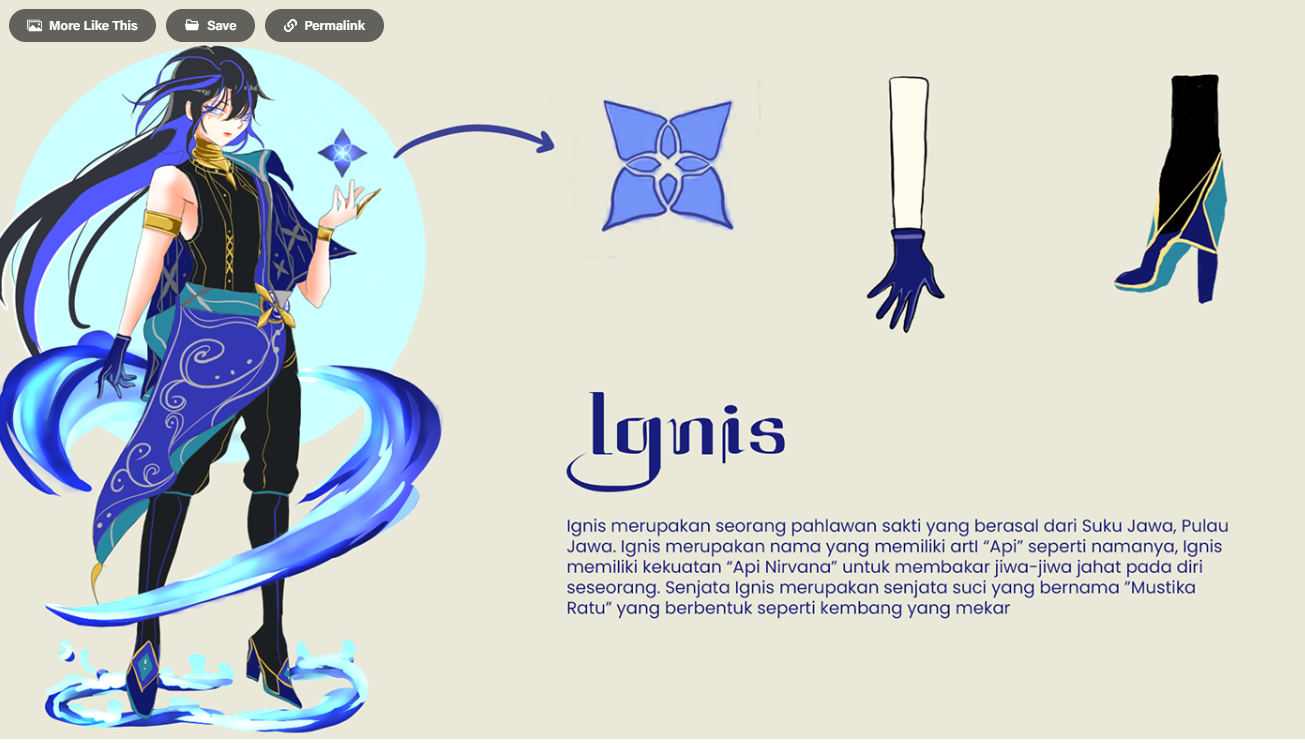 More Like This
Save
Permalink
Ignis
Ignis merupakan seorang pahlawan sakti yang berasal dari Suku Jawa, Pulau
Jawa. Ignis merupakan nama yang memiliki artI “Api” seperti namanya, Ignis
memiliki kekuatan “Api Nirvana” untuk membakar jiwa-jiwa jahat pada diri
seseorang. Senjata Ignis merupakan senjata suci yang bernama “Mustika
Ratu” yang berbentuk seperti kembang yang mekar